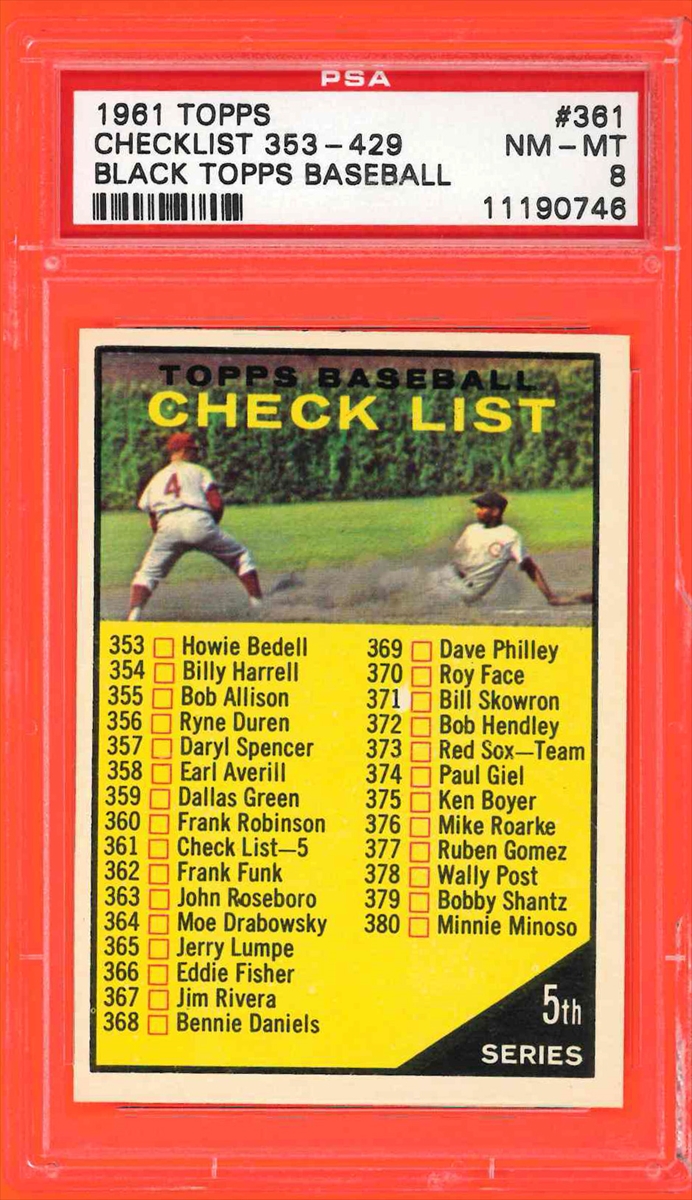 PSA
1961 TOPPS #361
CHECKLIST 353-429 NM-MT
BLACK TOPPS BASEBALL 8
11190746
TOPPS BASEBALL
CHECK LIST
4
C
353 Howie Bedell
354 Billy Harrell
355 Bob Allison
356 Ryne Duren
357 Daryl Spencer
358 Earl Averill
359 Dallas Green
360 Frank Robinson
361 Check List—5
362 Frank Funk
363 John Roseboro
364 Moe Drabowsky
365 Jerry Lumpe
366 Eddie Fisher
367 Jim Rivera
368 Bennie Daniels
369 Dave Philley
370 Roy Face
371 Bill Skowron
372 Bob Hendley
373 Red Sox—Team
374 Paul Giel
375 Ken Boyer
376 Mike Roarke
377 Ruben Gomez
378 Wally Post
379 Bobby Shantz
380 Minnie Minoso
5th
SERIES